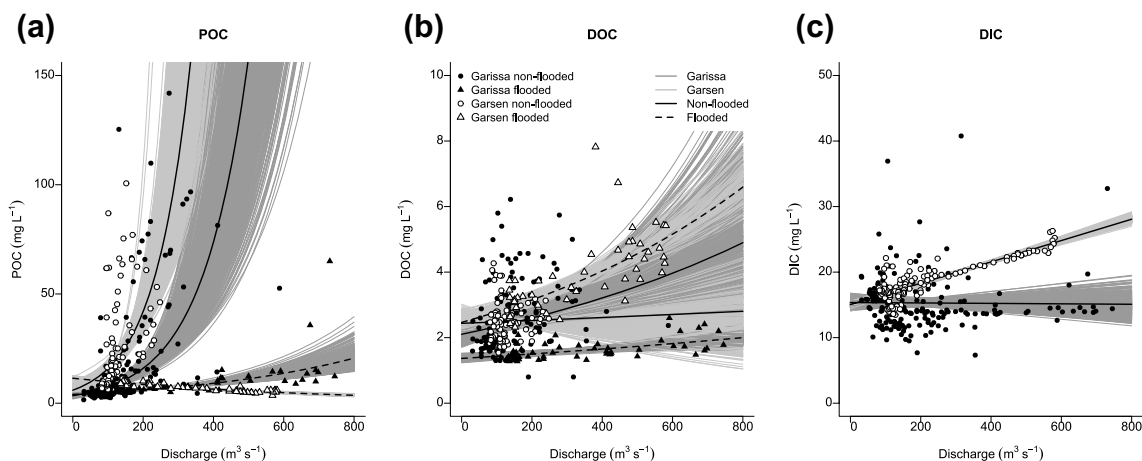 (a)
POC
POC (mg L⁻¹)
150
100
50
0
0 200 400 600 800
Discharge (m³ s⁻¹)
(b)
DOC
DOC (mg L⁻¹)
10
8
6
4
2
0
Garissa non-flooded
Garissa flooded
Garsen non-flooded
Garsen flooded
Garissa
Garsen
Non-flooded
Flooded
0 200 400 600 800
Discharge (m³ s⁻¹)
(c)
DIC
DIC (mg L⁻¹)
50
40
30
20
10
0
0 200 400 600 800
Discharge (m³ s⁻¹)